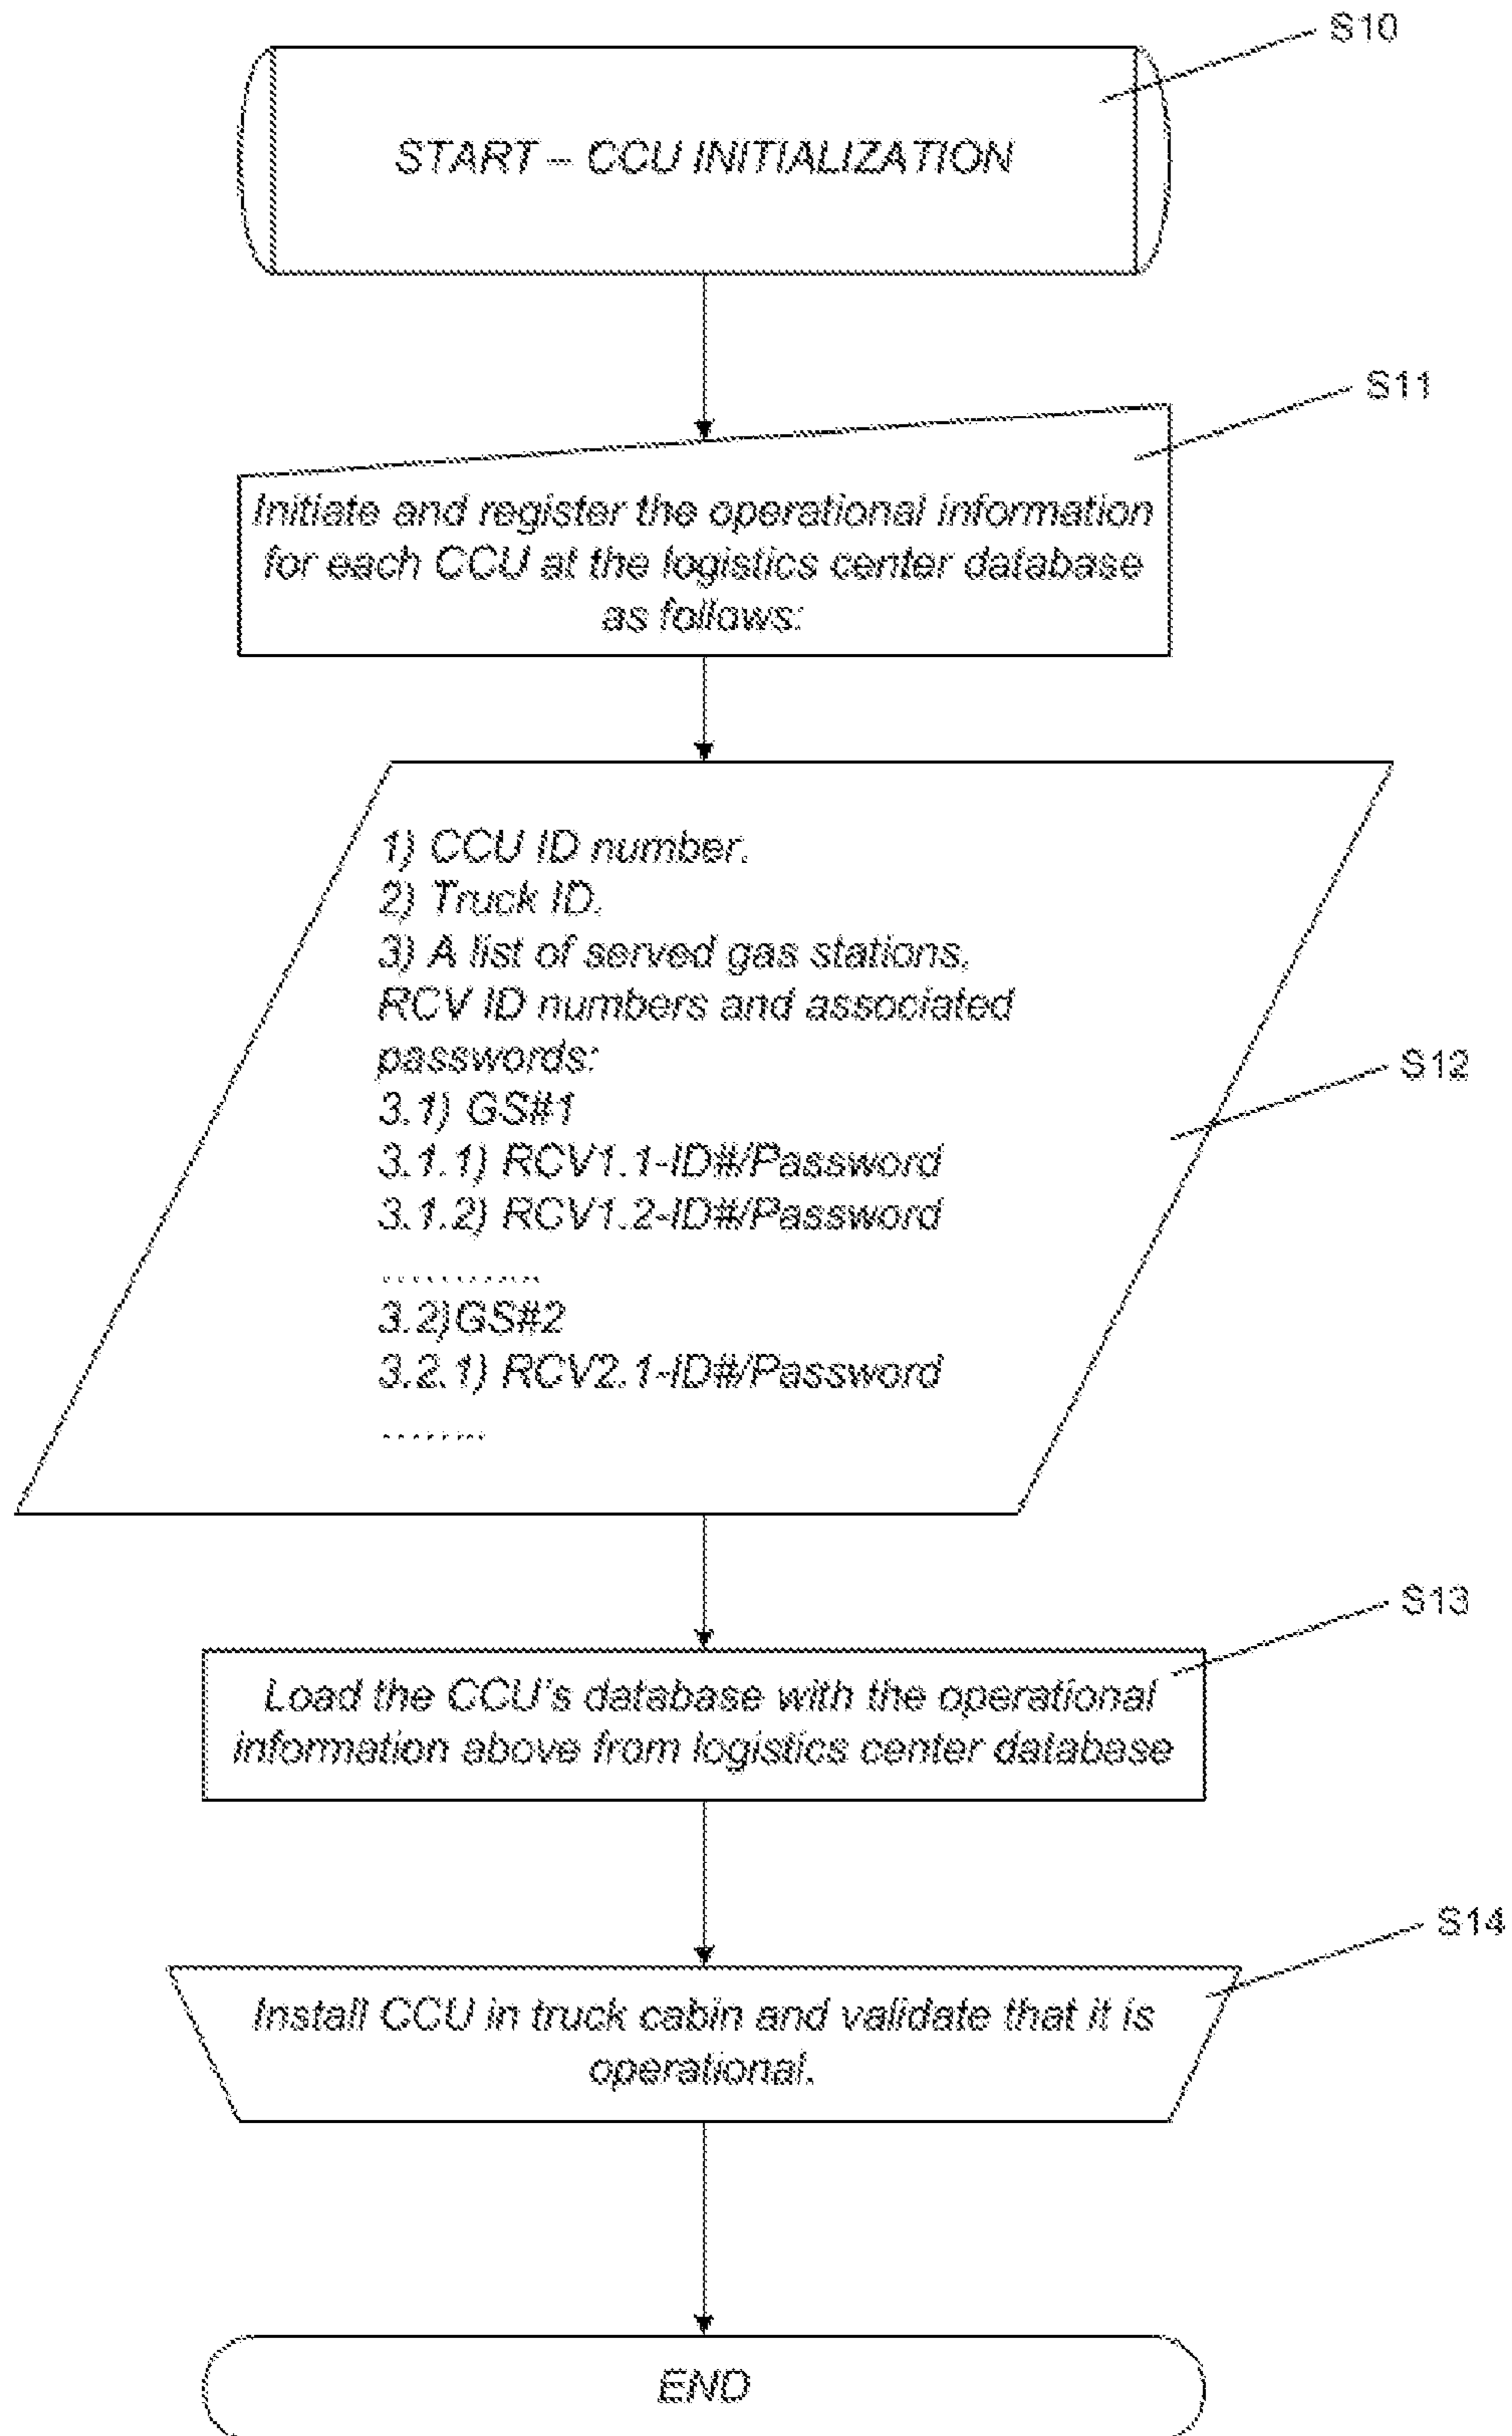 S10
START – CCU INITIALIZATION
S11
Initiate and register the operational information
for each CCU at the logistics center database
as follows:
1) CCU ID number.
2) Truck ID.
3) A list of served gas stations,
RCV ID numbers and associated
passwords:
3.1) GS#1
3.1.1) RCV1.1-ID#/Password
3.1.2) RCV1.2-ID#/Password
............
3.2)GS#2
3.2.1) RCV2.1-ID#/Password
........
S12
S13
Load the CCU's database with the operational
information above from logistics center database
S14
Install CCU in truck cabin and validate that it is
operational.
END